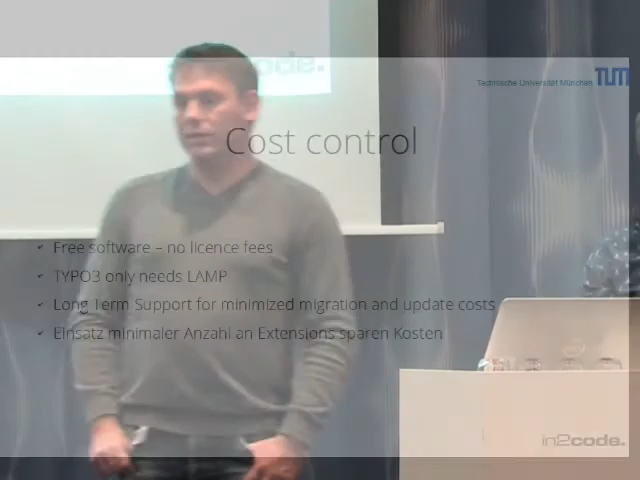 code.
Technische Universität München TUM
Cost control
Free software – no licence fees
TYPO3 only needs LAMP
Long Term Support for minimized migration and update costs
Einsatz minimaler Anzahl an Extensions sparen Kosten
in2code.